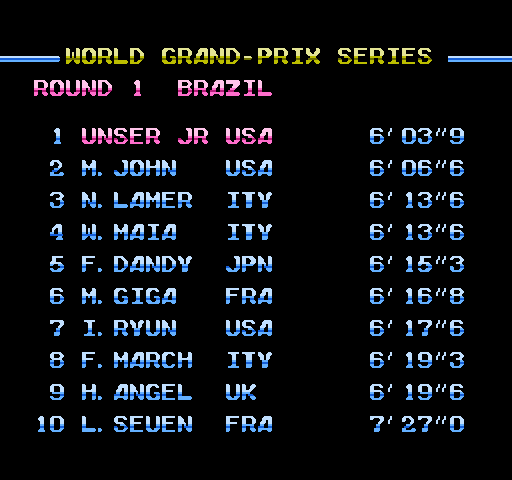 WORLD GRAND-PRIX SERIES
ROUND 1 BRAZIL
1 UNSER JR USA 6'03"9
2 M. JOHN USA 6'06"6
3 N. LAMER ITY 6'13"6
4 W. MAIA ITY 6'13"6
5 F. DANDY JPN 6'15"3
6 M. GIGA FRA 6'16"8
7 I. RYUN USA 6'17"6
8 F. MARCH ITY 6'19"3
9 H. ANGEL UK 6'19"6
10 L. SEUEN FRA 7'27"0